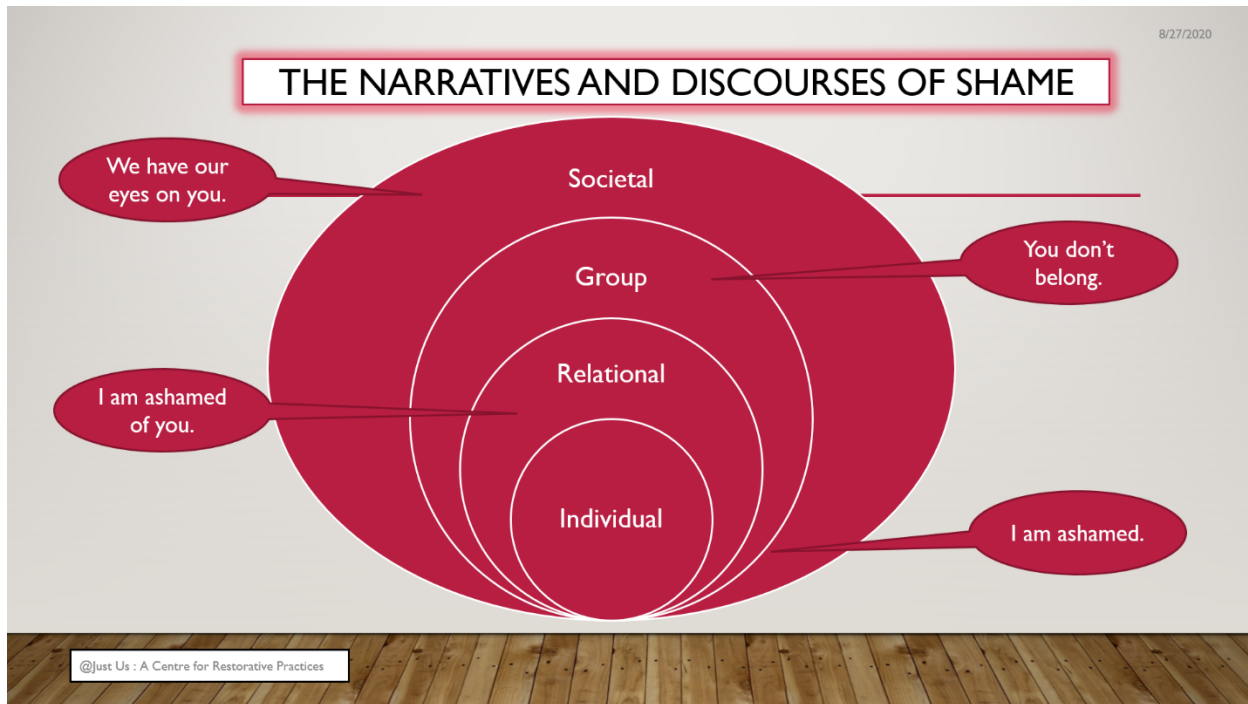 8/27/2020
THE NARRATIVES AND DISCOURSES OF SHAME
We have our
eyes on you.
Societal
You don't
belong.
Group
Relational
I am ashamed
of you.
Individual
I am ashamed.
@Just Us : A Centre for Restorative Practices